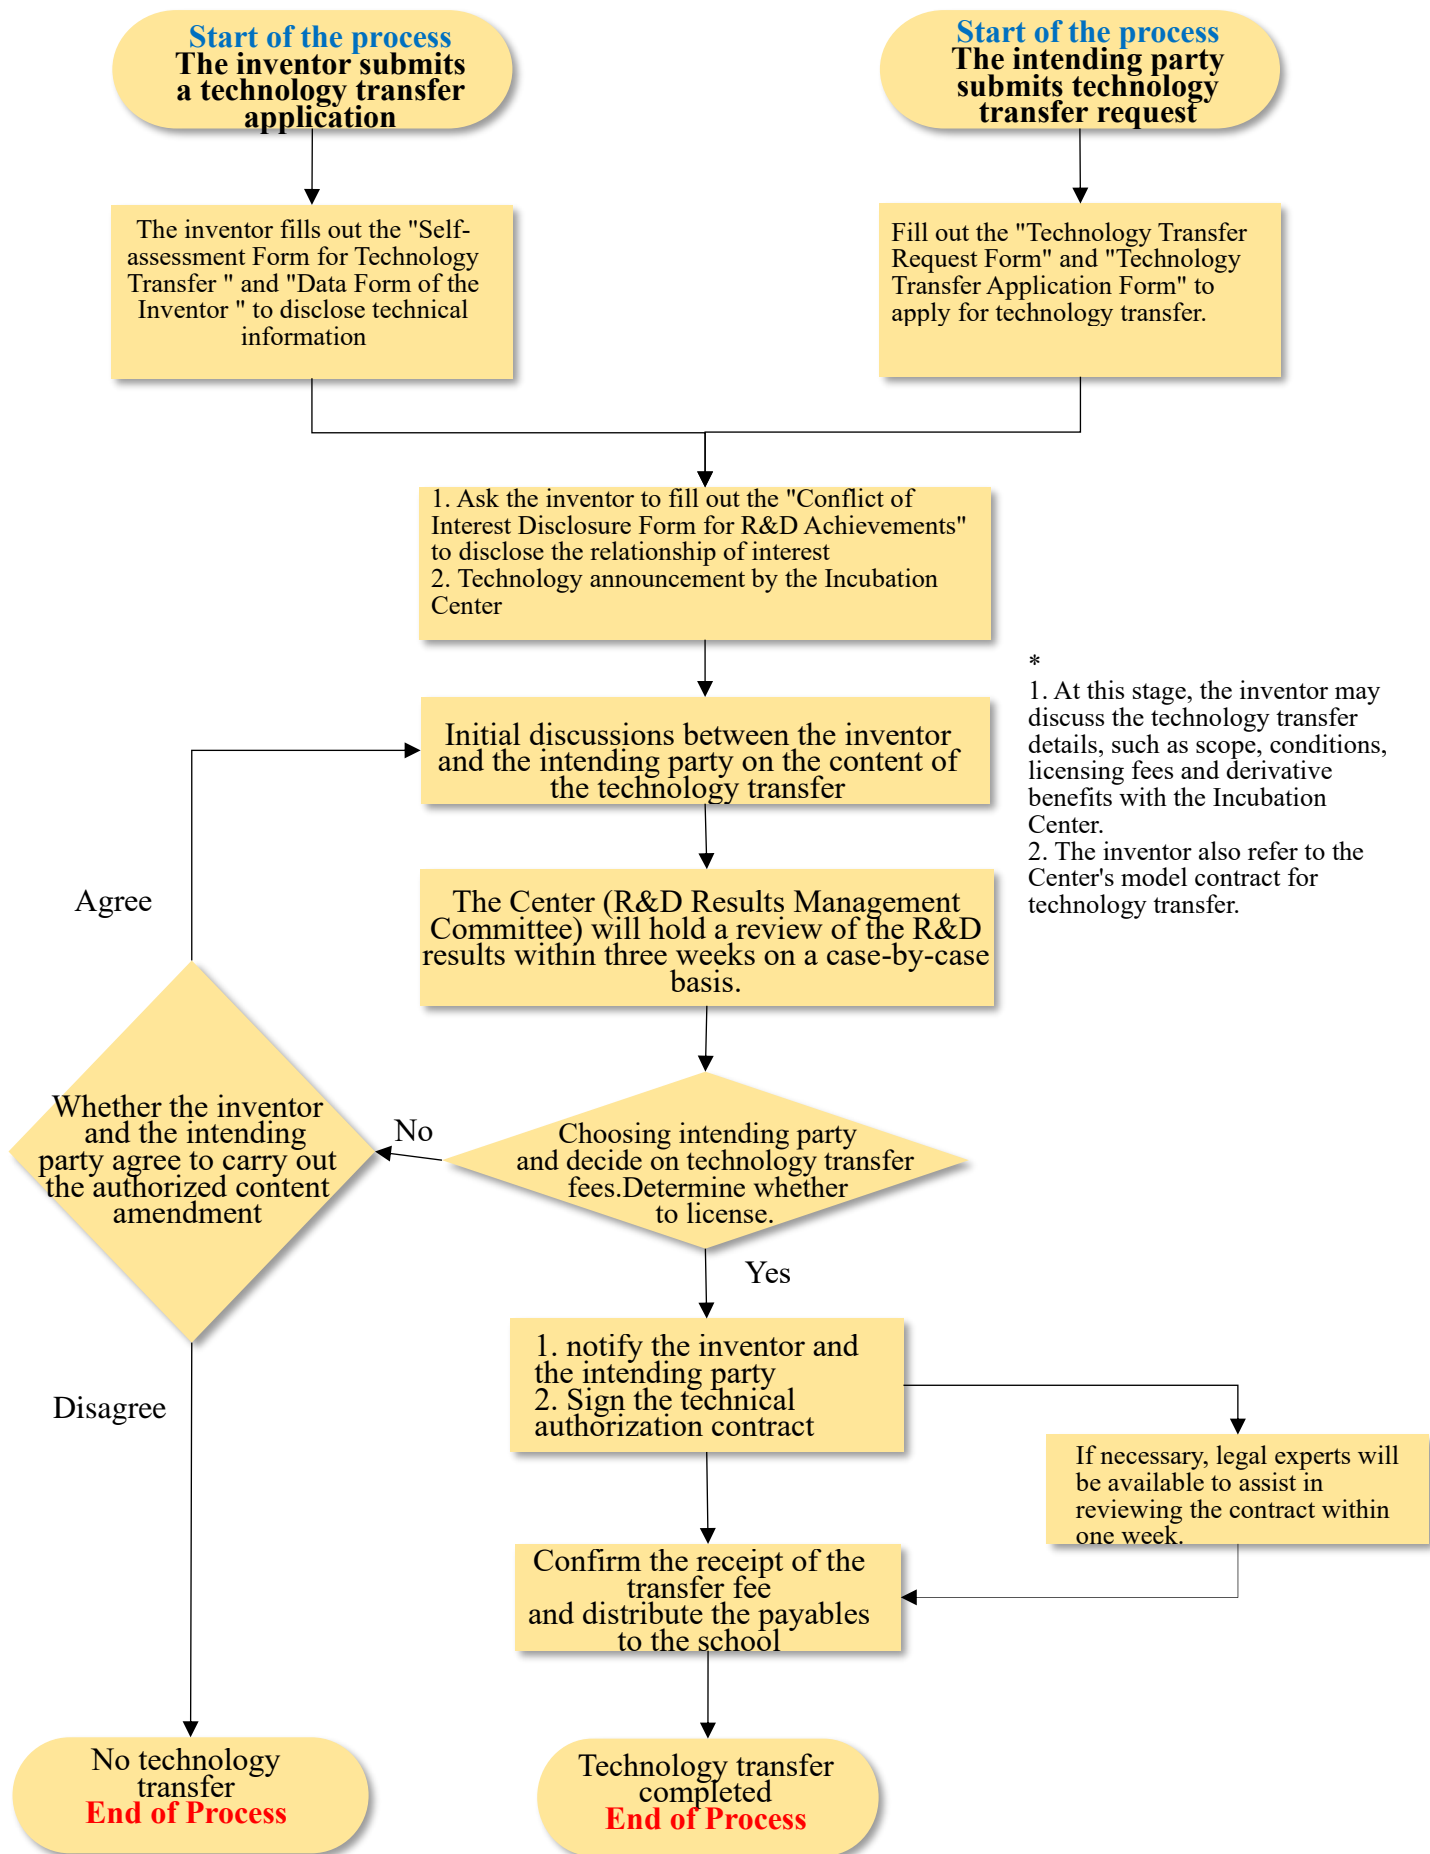 Start of the process
The inventor submits
a technology transfer
application
Start of the process
The intending party
submits technology
transfer request
The inventor fills out the "Self-
assessment Form for Technology
Transfer " and "Data Form of the
Inventor " to disclose technical
information
Fill out the "Technology Transfer
Request Form" and "Technology
Transfer Application Form" to
apply for technology transfer.
1. Ask the inventor to fill out the "Conflict of
Interest Disclosure Form for R&D Achievements"
to disclose the relationship of interest
2. Technology announcement by the Incubation
Center
*
1. At this stage, the inventor may
discuss the technology transfer
details, such as scope, conditions,
licensing fees and derivative
benefits with the Incubation
Center.
2. The inventor also refer to the
Center's model contract for
technology transfer.
Initial discussions between the inventor
and the intending party on the content of
the technology transfer
Agree
The Center (R&D Results Management
Committee) will hold a review of the R&D
results within three weeks on a case-by-case
basis.
Whether the inventor
and the intending
party agree to carry out
the authorized content
amendment
No
Choosing intending party
and decide on technology transfer
fees.Determine whether
to license.
Yes
Disagree
1. notify the inventor and
the intending party
2. Sign the technical
authorization contract
If necessary, legal experts will
be available to assist in
reviewing the contract within
one week.
Confirm the receipt of the
transfer fee
and distribute the payables
to the school
No technology
transfer
End of Process
Technology transfer
completed
End of Process